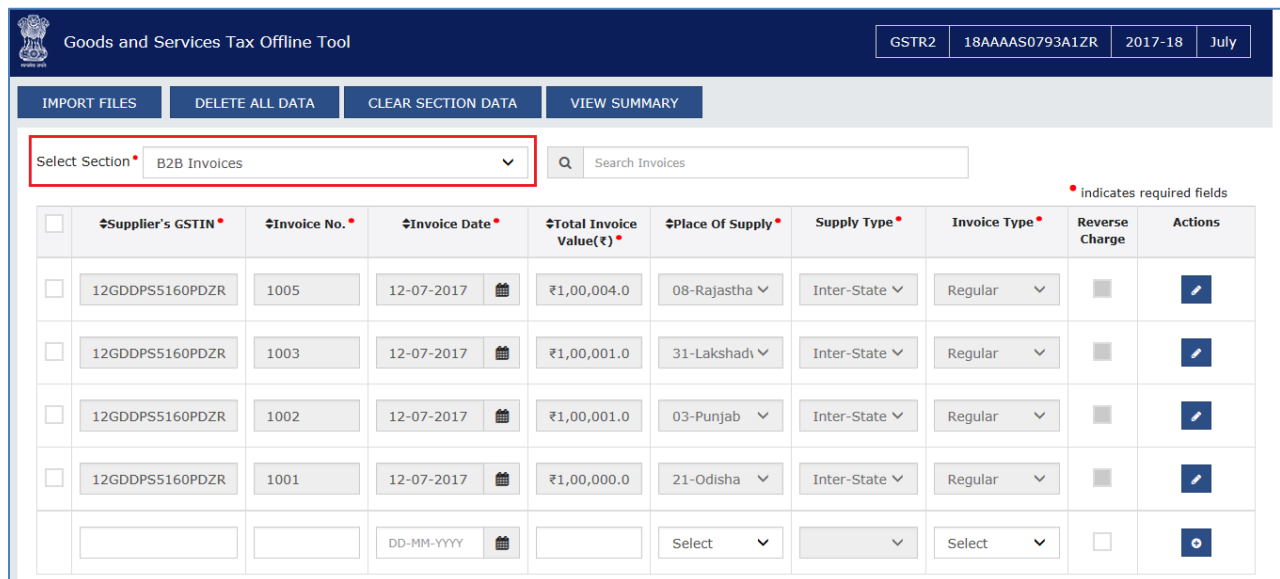 Goods and Services Tax Offline Tool
GSTR2 18AAAAS0793A1ZR 2017-18 July
IMPORT FILES DELETE ALL DATA CLEAR SECTION DATA VIEW SUMMARY
Select Section• B2B Invoices Search Invoices
• indicates required fields
Supplier's GSTIN• Invoice No.• Invoice Date• Total Invoice Value(₹)• Place Of Supply• Supply Type• Invoice Type• Reverse Charge Actions
12GDDPS5160PDZR 1005 12-07-2017 ₹1,00,004.0 08-Rajastha Inter-State Regular
12GDDPS5160PDZR 1003 12-07-2017 ₹1,00,001.0 31-Lakshad Inter-State Regular
12GDDPS5160PDZR 1002 12-07-2017 ₹1,00,001.0 03-Punjab Inter-State Regular
12GDDPS5160PDZR 1001 12-07-2017 ₹1,00,000.0 21-Odisha Inter-State Regular
DD-MM-YYYY Select Select